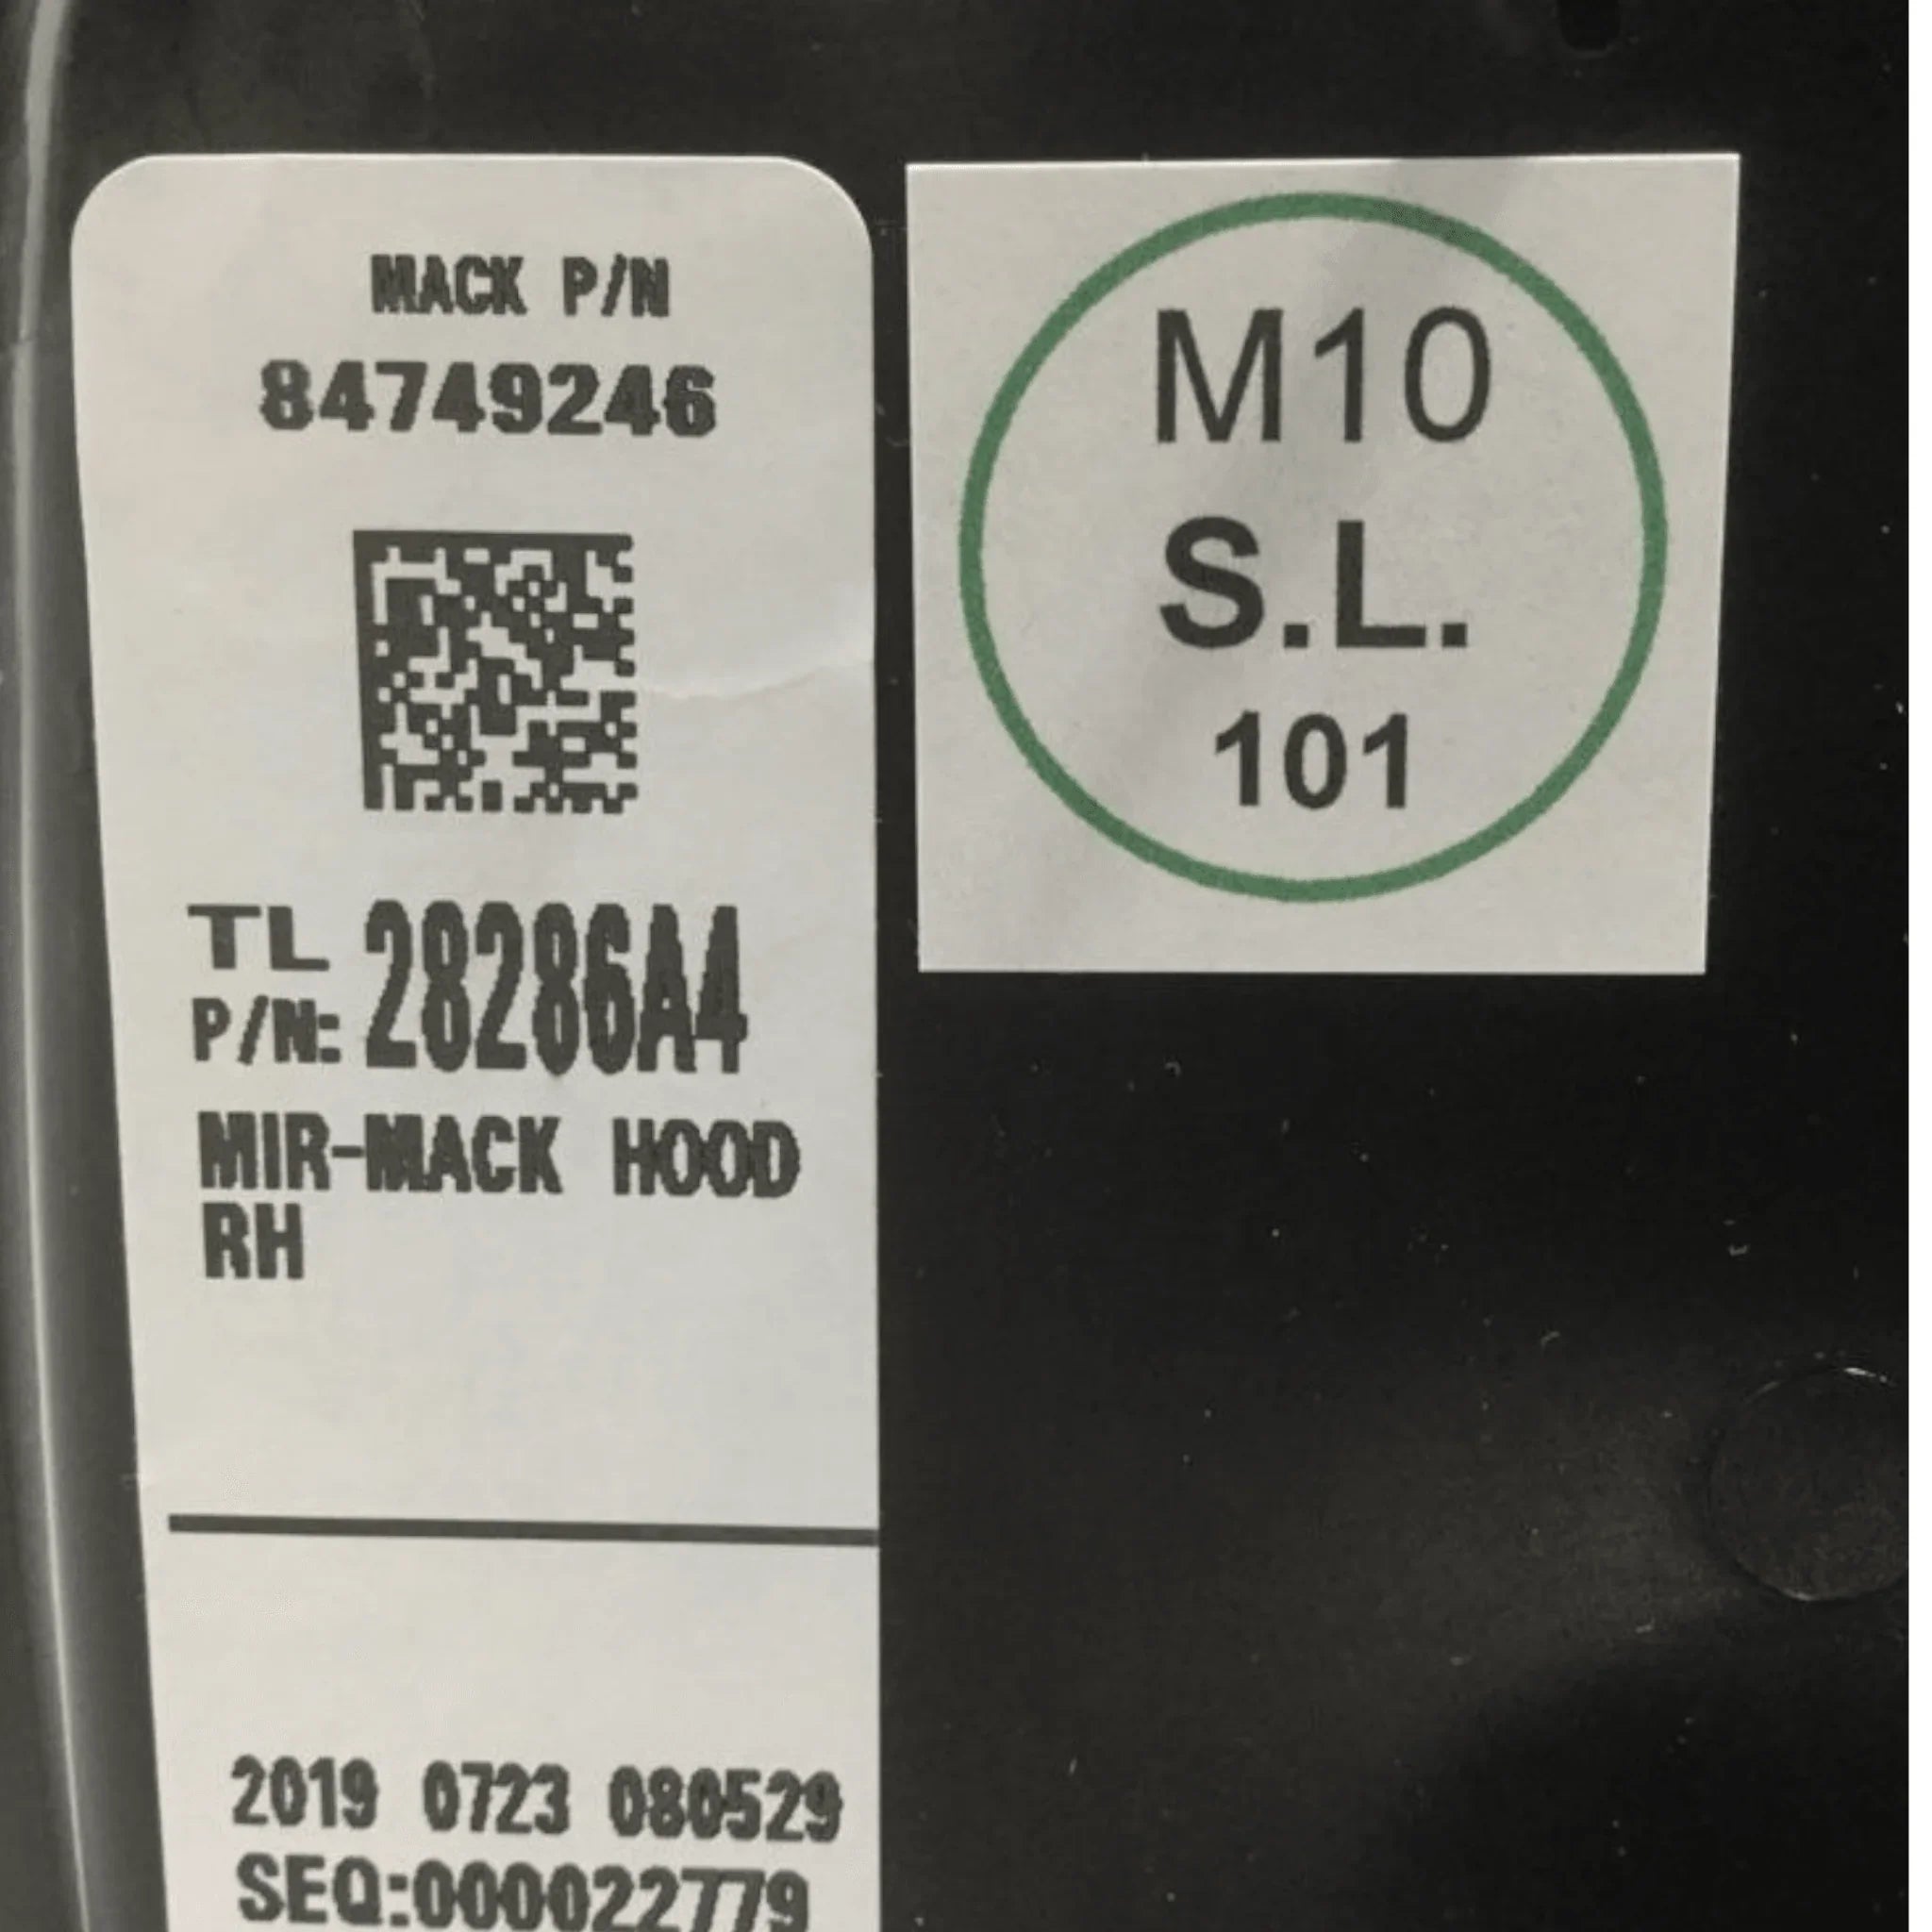 MACK P/N
84749246
TL
P/N: 28286A4
MIR-MACK HOOD
RH
2019 0723 080529
SEQ:000022779
M10
S.L.
101